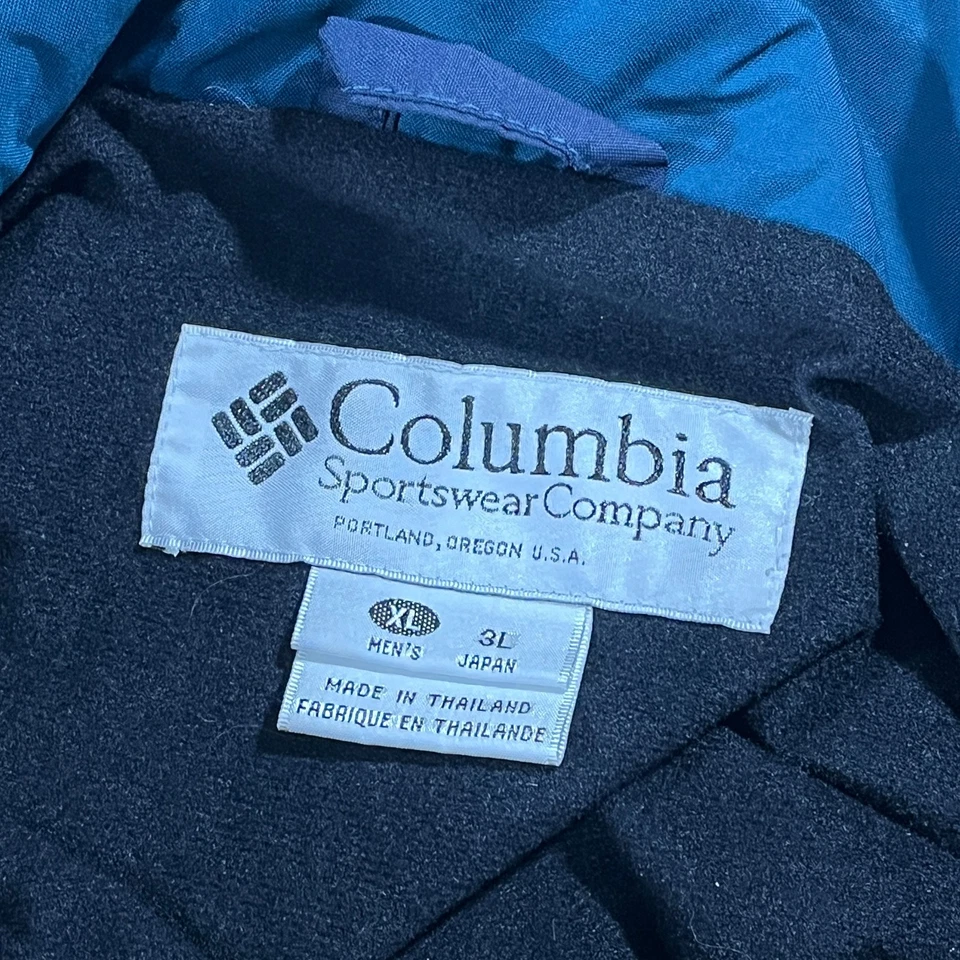 Columbia
Sportswear Company
PORTLAND, OREGON U.S.A.
XL 3L
MEN'S JAPAN
MADE IN THAILAND
FABRIQUE EN THAILANDE